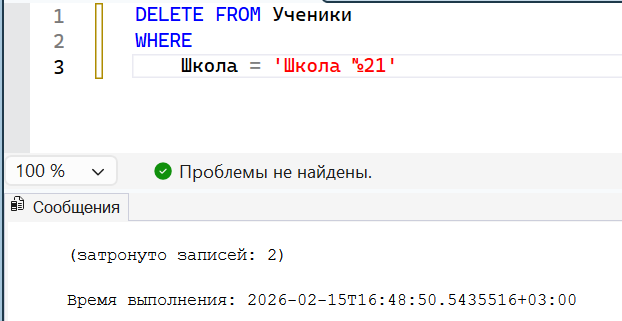 1 DELETE FROM Ученики
2 WHERE
3 Школа = 'Школа №21'
100 % Проблемы не найдены.
Сообщения
(затронуто записей: 2)
Время выполнения: 2026-02-15T16:48:50.5435516+03:00